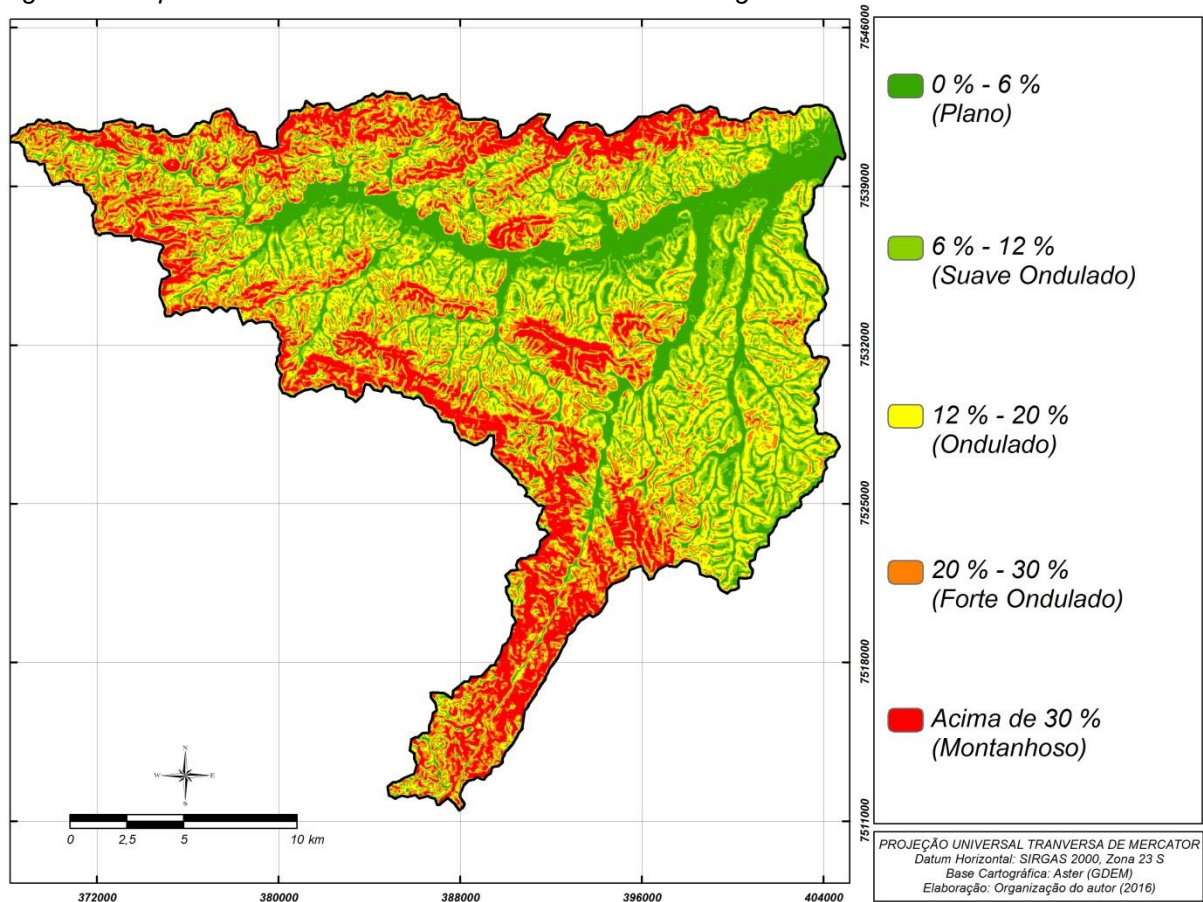 7546000
0 % - 6 %
(Plano)
7539000
6 % - 12 %
(Suave Ondulado)
7532000
12 % - 20 %
(Ondulado)
7525000
20 % - 30 %
(Forte Ondulado)
7518000
Acima de 30 %
(Montanhoso)
N
W
E
S
0
2,5
5
10 km
7511000
372000
380000
388000
396000
404000
PROJEÇÃO UNIVERSAL TRANVERSA DE MERCATOR
Datum Horizontal: SIRGAS 2000, Zona 23 S
Base Cartográfica: Aster (GDEM)
Elaboração: Organização do autor (2016)